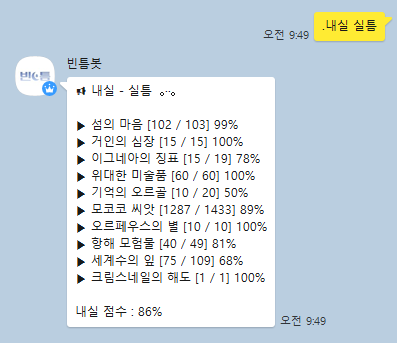 .내실 실틈
오전 9:49
빈틈
빈틈봇
📢 내실 - 실틈 ｡·͜·｡
▶ 섬의 마음 [102 / 103] 99%
▶ 거인의 심장 [15 / 15] 100%
▶ 이그네아의 징표 [15 / 19] 78%
▶ 위대한 미술품 [60 / 60] 100%
▶ 기억의 오르골 [10 / 20] 50%
▶ 모코코 씨앗 [1287 / 1433] 89%
▶ 오르페우스의 별 [10 / 10] 100%
▶ 항해 모험물 [40 / 49] 81%
▶ 세계수의 잎 [75 / 109] 68%
▶ 크림스네일의 해도 [1 / 1] 100%
내실 점수 : 86%
오전 9:49